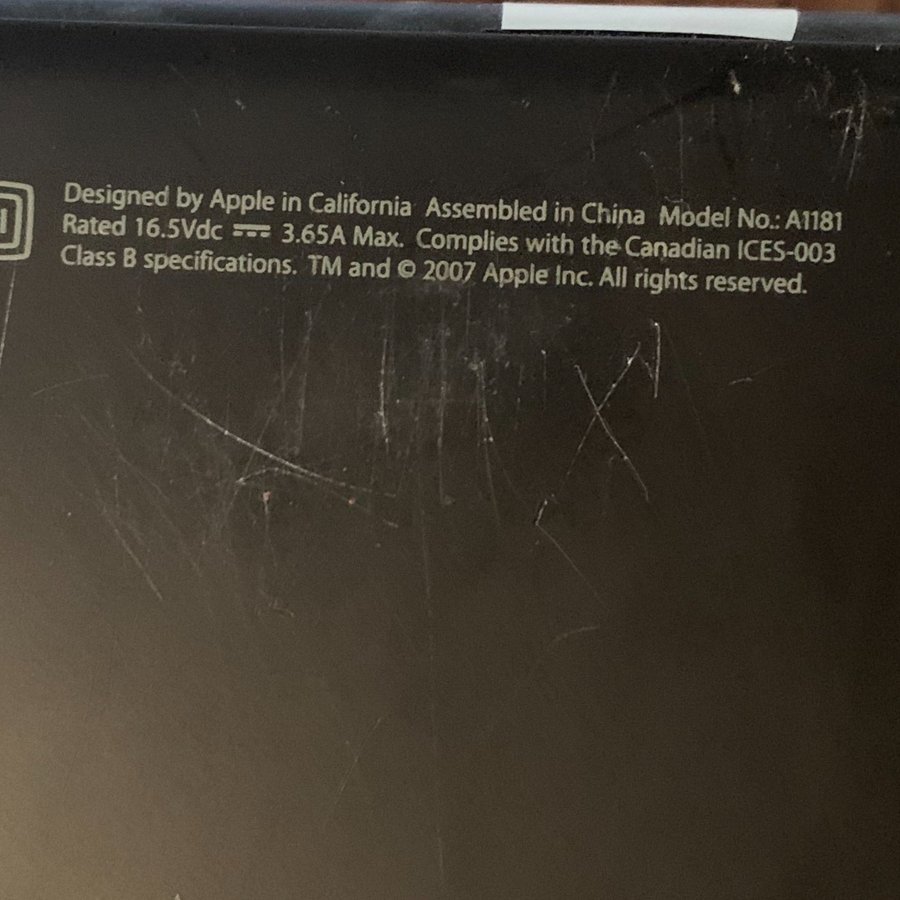 Designed by Apple in California Assembled in China Model No.: A1181
Rated 16.5Vdc ⎓ 3.65A Max. Complies with the Canadian ICES-003
Class B specifications. TM and © 2007 Apple Inc. All rights reserved.